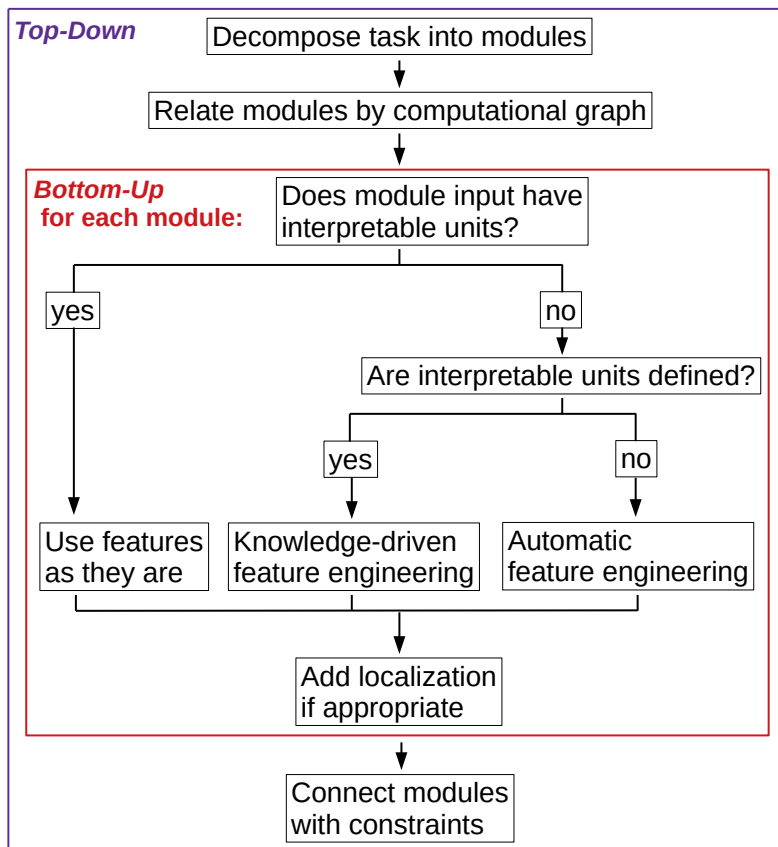 Top-Down
Decompose task into modules
Relate modules by computational graph
Bottom-Up
for each module:
Does module input have
interpretable units?
yes
no
Are interpretable units defined?
yes
no
Use features
as they are
Knowledge-driven
feature engineering
Automatic
feature engineering
Add localization
if appropriate
Connect modules
with constraints